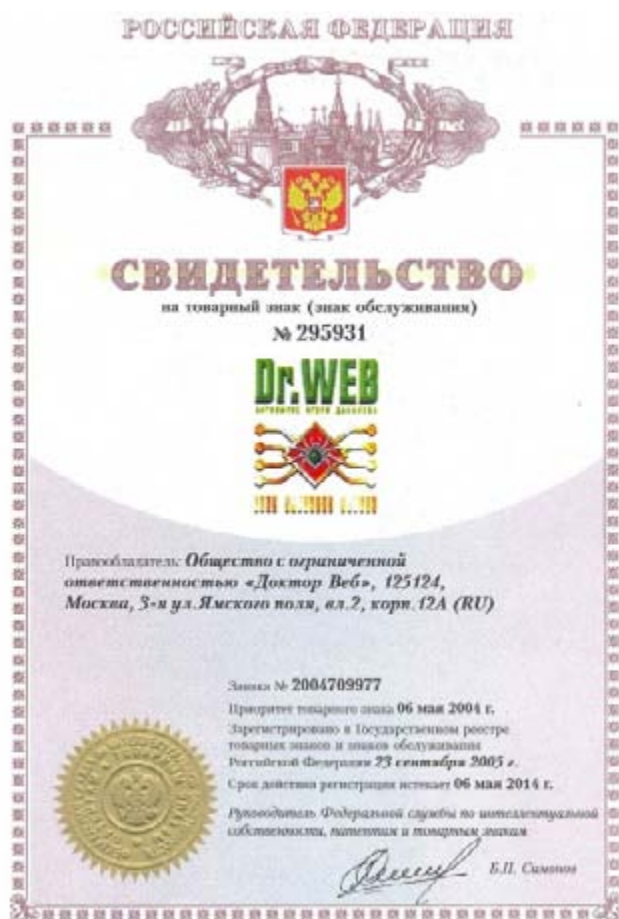 РОССИЙСКАЯ ФЕДЕРАЦИЯ
СВИДЕТЕЛЬСТВО
на товарный знак (знак обслуживания)
№ 295931
Dr.WEB
АНТИВИРУС ИГОРЯ ДАНИЛОВА
Правообладатель: Общество с ограниченной
ответственностью «Доктор Веб», 125124,
Москва, 3-я ул.Ямского поля, вл.2, корп.12А (RU)
Заявка № 2004709977
Приоритет товарного знака 06 мая 2004 г.
Зарегистрировано в Государственном реестре
товарных знаков и знаков обслуживания
Российской Федерации 23 сентября 2005 г.
Срок действия регистрации истекает 06 мая 2014 г.
Руководитель Федеральной службы по интеллектуальной
собственности, патентам и товарным знакам
Б.П. Симонов